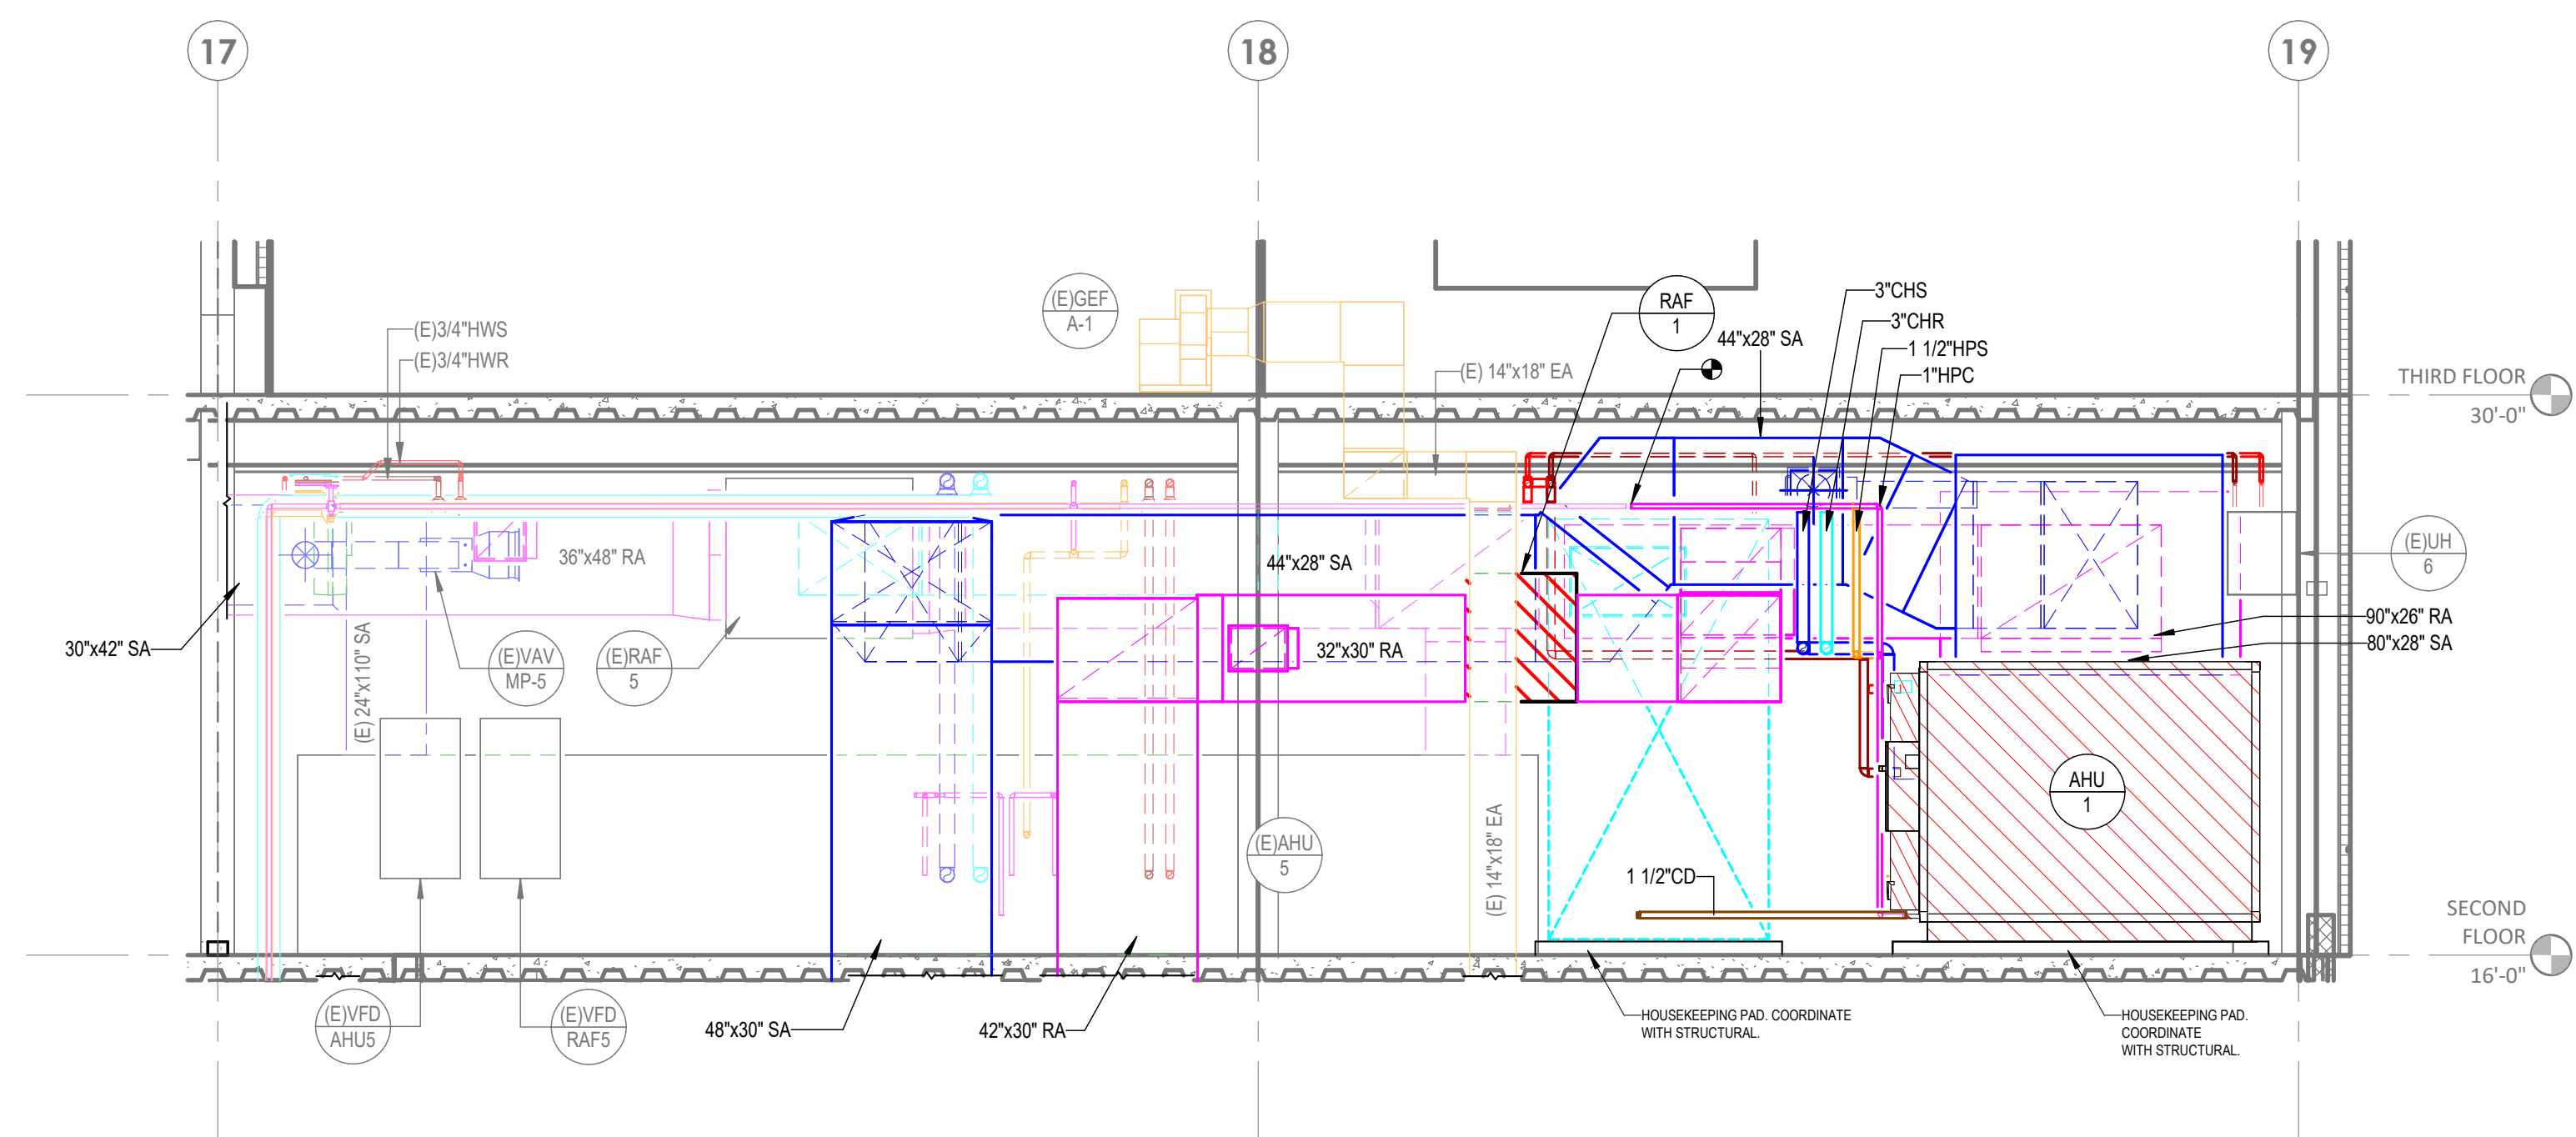 17
18
19
(E)GEF
A-1
RAF
1
3"CHS
3"CHR
44"x28" SA
1 1/2"HPS
1"HPC
(E)3/4"HWS
(E)3/4"HWR
(E) 14"x18" EA
THIRD FLOOR
30'-0"
36"x48" RA
44"x28" SA
(E)UH
6
30"x42" SA
(E) 24"x110" SA
(E)VAV
MP-5
(E)RAF
5
32"x30" RA
90"x26" RA
80"x28" SA
AHU
1
(E)AHU
5
(E) 14"x18" EA
1 1/2"CD
SECOND
FLOOR
16'-0"
(E)VFD
AHU5
(E)VFD
RAF5
48"x30" SA
42"x30" RA
HOUSEKEEPING PAD. COORDINATE
WITH STRUCTURAL.
HOUSEKEEPING PAD.
COORDINATE
WITH STRUCTURAL.